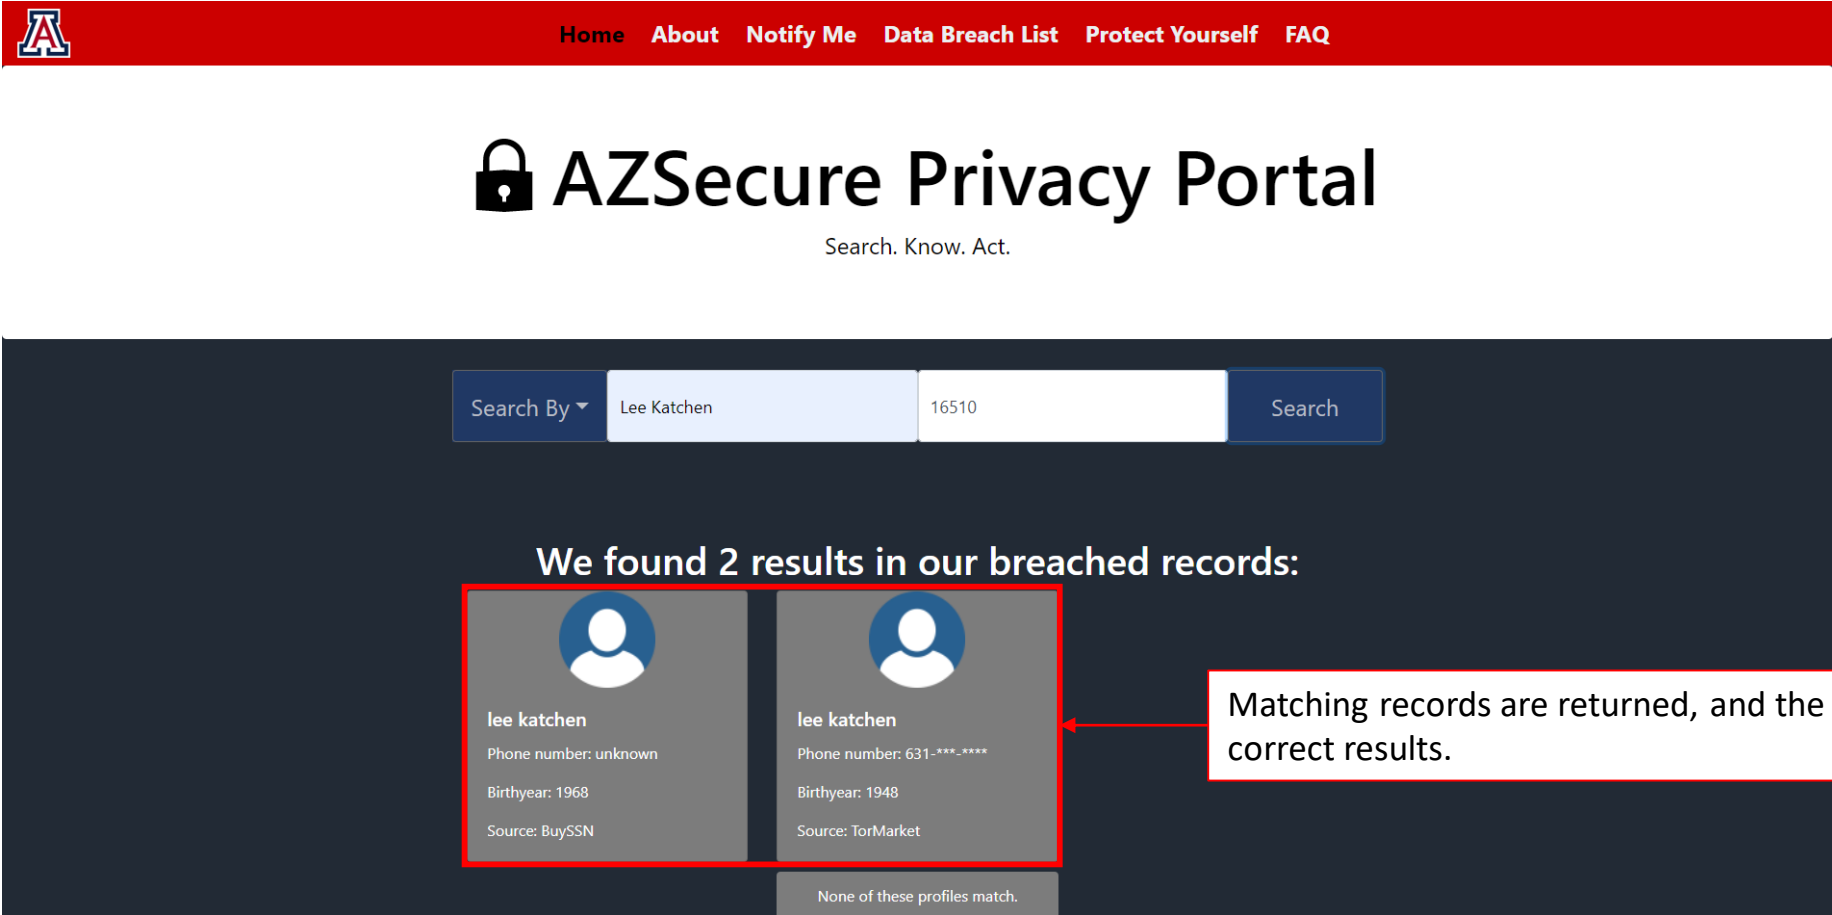 A
Home About Notify Me Data Breach List Protect Yourself FAQ
AZSecure Privacy Portal
Search. Know. Act.
Search By Lee Katchen 16510 Search
We found 2 results in our breached records:
lee katchen
Phone number: unknown
Birthyear: 1968
Source: BuySSN
lee katchen
Phone number: 631-***-****
Birthyear: 1948
Source: TorMarket
Matching records are returned, and the
correct results.
None of these profiles match.